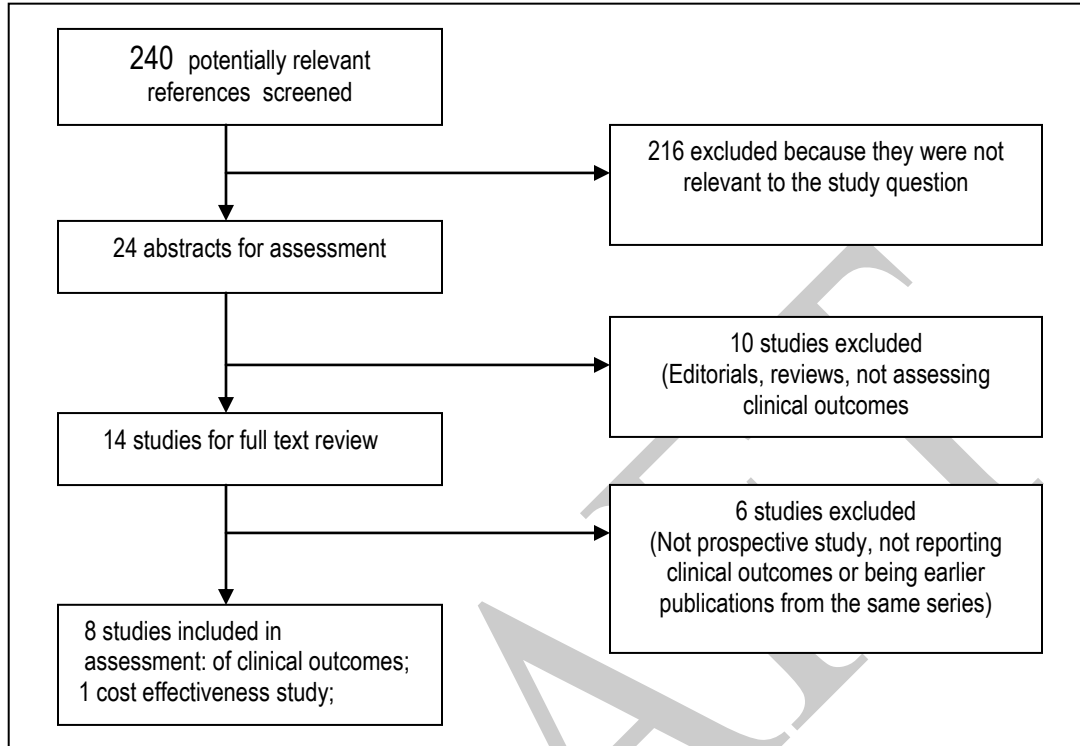 240 potentially relevant
references screened
216 excluded because they were not
relevant to the study question
24 abstracts for assessment
10 studies excluded
(Editorials, reviews, not assessing
clinical outcomes
14 studies for full text review
6 studies excluded
(Not prospective study, not reporting
clinical outcomes or being earlier
publications from the same series)
8 studies included in
assessment: of clinical outcomes;
1 cost effectiveness study;